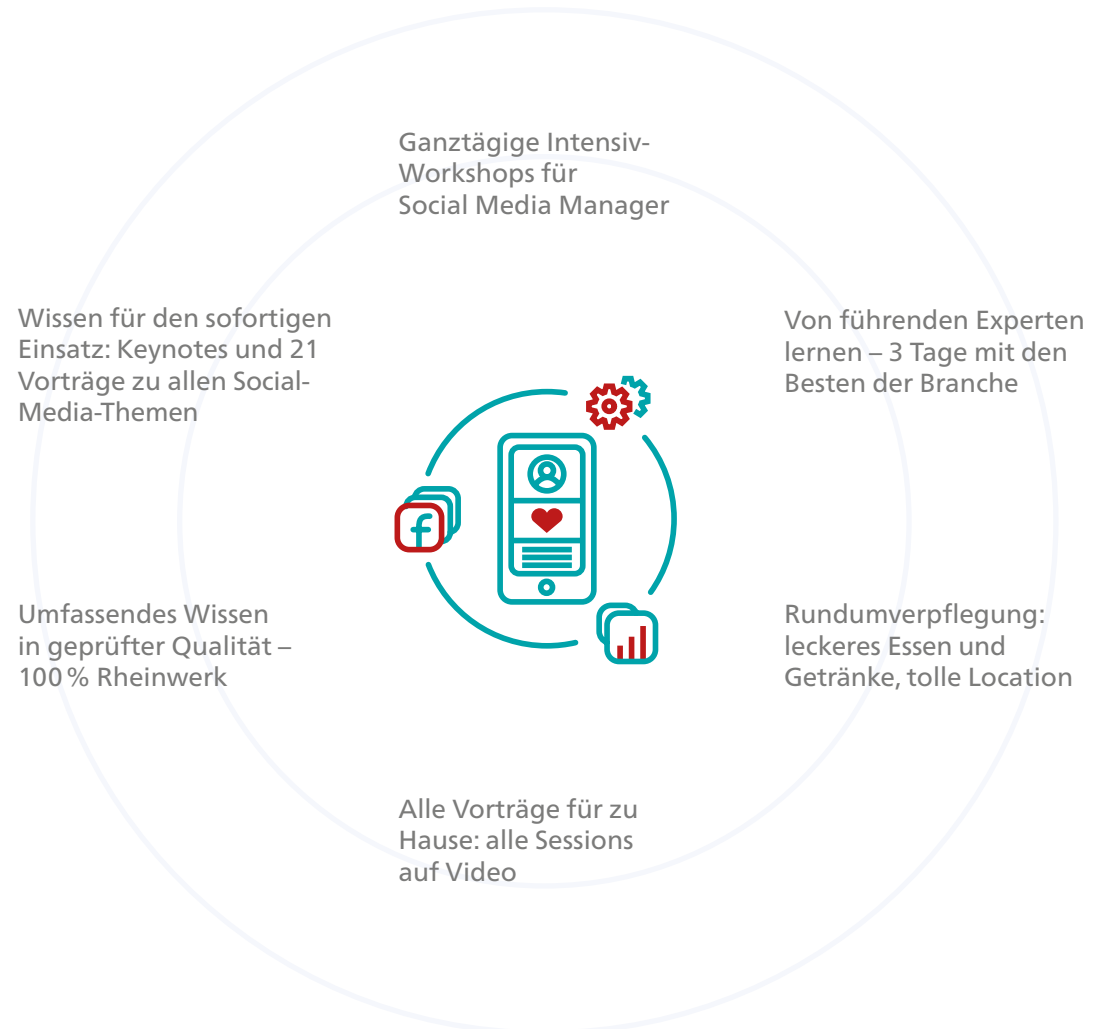 Ganztägige Intensiv-
Workshops für
Social Media Manager
Wissen für den sofortigen
Einsatz: Keynotes und 21
Vorträge zu allen Social-
Media-Themen
Von führenden Experten
lernen – 3 Tage mit den
Besten der Branche
f
Umfassendes Wissen
in geprüfter Qualität –
100 % Rheinwerk
Rundumverpflegung:
leckeres Essen und
Getränke, tolle Location
Alle Vorträge für zu
Hause: alle Sessions
auf Video